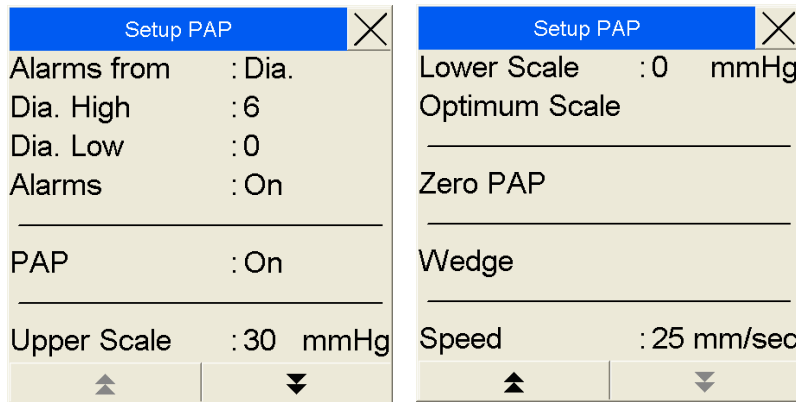 Setup PAP
Alarms from : Dia.
Dia. High : 6
Dia. Low : 0
Alarms : On
PAP : On
Upper Scale : 30 mmHg
Setup PAP
Lower Scale : 0 mmHg
Optimum Scale
Zero PAP
Wedge
Speed : 25 mm/sec